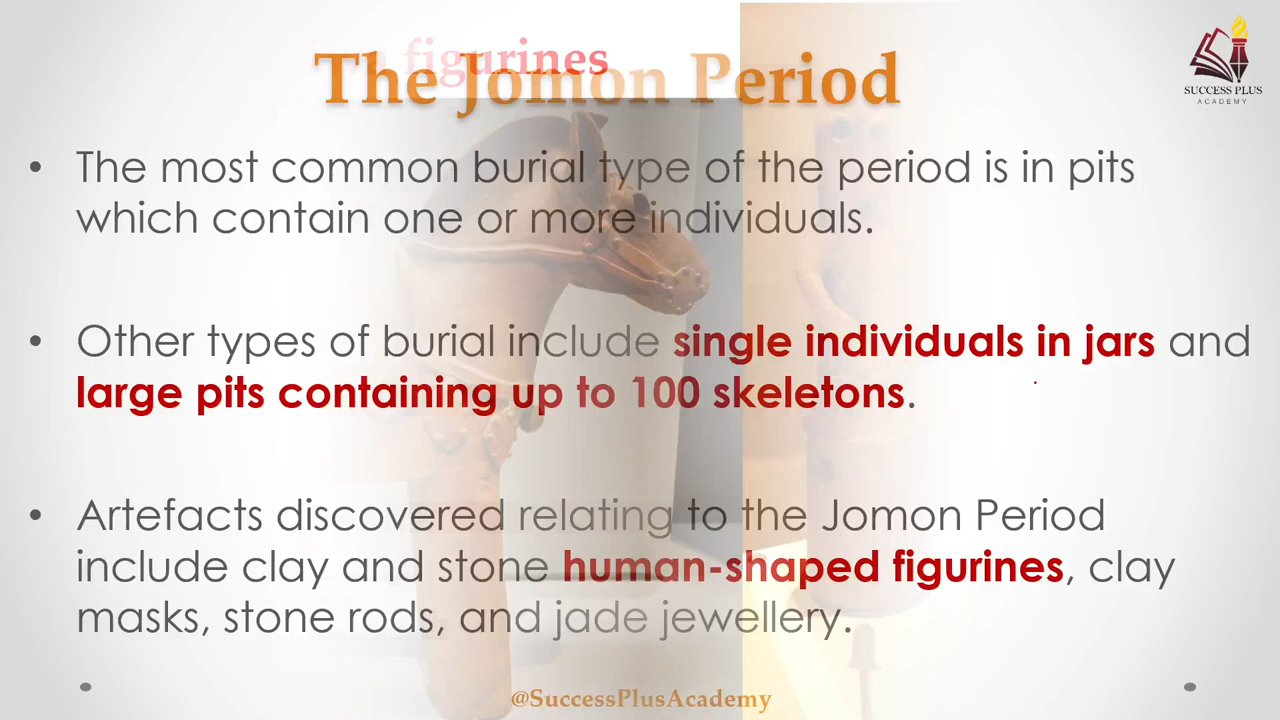 figurines
The Jomon Period
SUCCESS PLUS
ACADEMY
• The most common burial type of the period is in pits
which contain one or more individuals.
• Other types of burial include single individuals in jars and
large pits containing up to 100 skeletons.
• Artefacts discovered relating to the Jomon Period
include clay and stone human-shaped figurines, clay
masks, stone rods, and jade jewellery.
@SuccessPlusAcademy